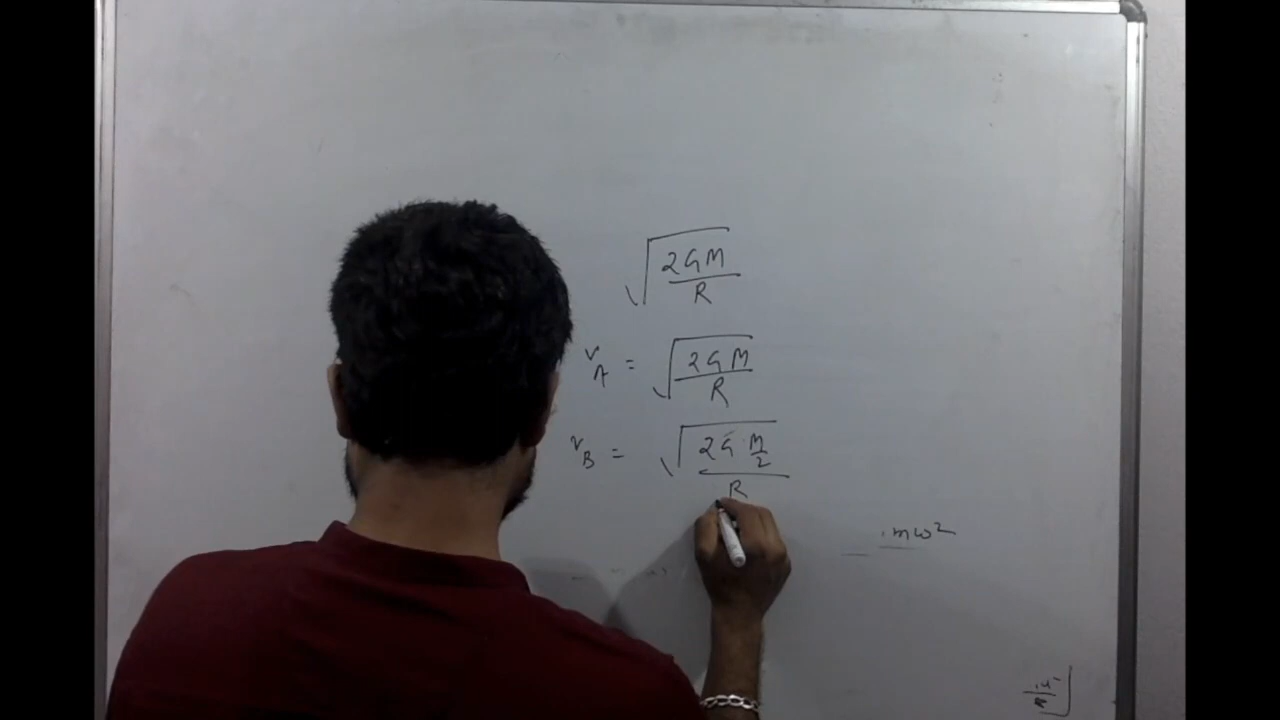 √(2GM/R)
v_A = √(2GM/R)
v_B = √(2G M/2 / R)
mω²